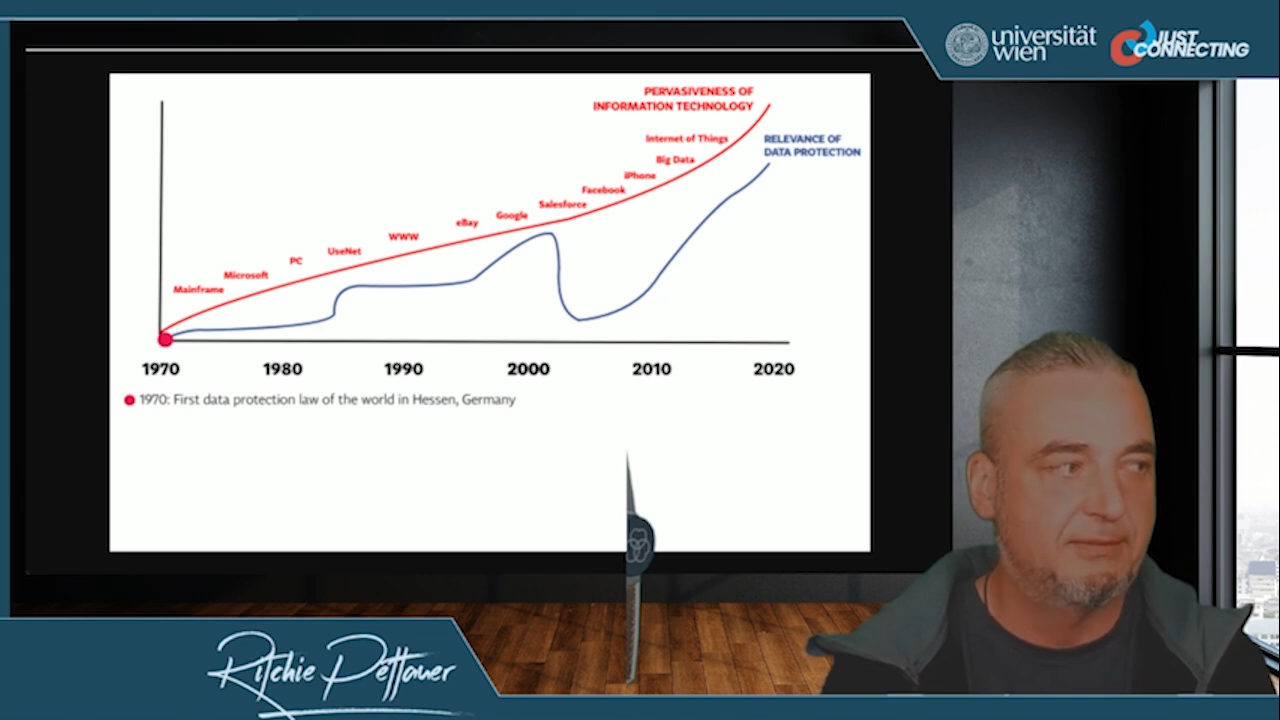 universität
wien
JUST
CONNECTING
PERVASIVENESS OF
INFORMATION TECHNOLOGY
RELEVANCE OF
DATA PROTECTION
Internet of Things
Big Data
iPhone
Facebook
Salesforce
Google
eBay
WWW
UseNet
PC
Microsoft
Mainframe
1970 1980 1990 2000 2010 2020
1970: First data protection law of the world in Hessen, Germany
Ritchie Pettauer